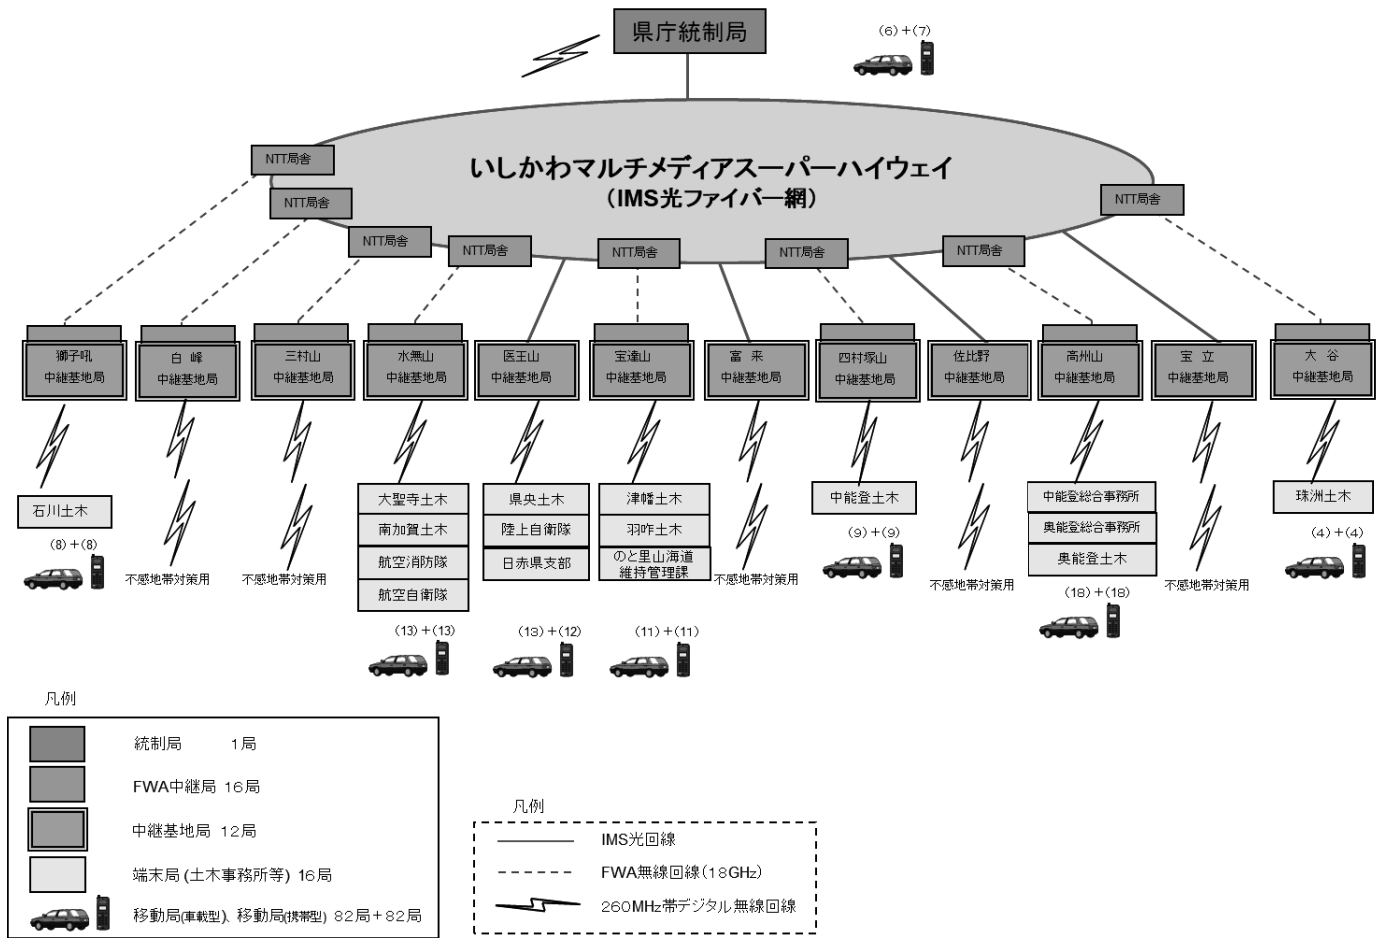 県庁統制局
(6)+(7)
いしかわマルチメディアスーパーハイウェイ
(IMS光ファイバー網)
NTT局舎
NTT局舎
NTT局舎
NTT局舎
NTT局舎
NTT局舎
NTT局舎
NTT局舎
獅子吼
中継基地局
白 峰
中継基地局
三村山
中継基地局
水無山
中継基地局
医王山
中継基地局
宝達山
中継基地局
富 来
中継基地局
四村塚山
中継基地局
佐比野
中継基地局
高州山
中継基地局
宝 立
中継基地局
大 谷
中継基地局
石川土木
(8)+(8)
不感地帯対策用
不感地帯対策用
大聖寺土木
南加賀土木
航空消防隊
航空自衛隊
(13)+(13)
県央土木
陸上自衛隊
日赤県支部
(13)+(12)
津幡土木
羽咋土木
のと里山海道
維持管理課
(11)+(11)
不感地帯対策用
中能登土木
(9)+(9)
不感地帯対策用
中能登総合事務所
奥能登総合事務所
奥能登土木
(18)+(18)
不感地帯対策用
珠洲土木
(4)+(4)
凡例
統制局 1局
FWA中継局 16局
中継基地局 12局
端末局(土木事務所等) 16局
移動局(車載型)、移動局(携帯型) 82局+82局
凡例
IMS光回線
FWA無線回線(18GHz)
260MHz帯デジタル無線回線